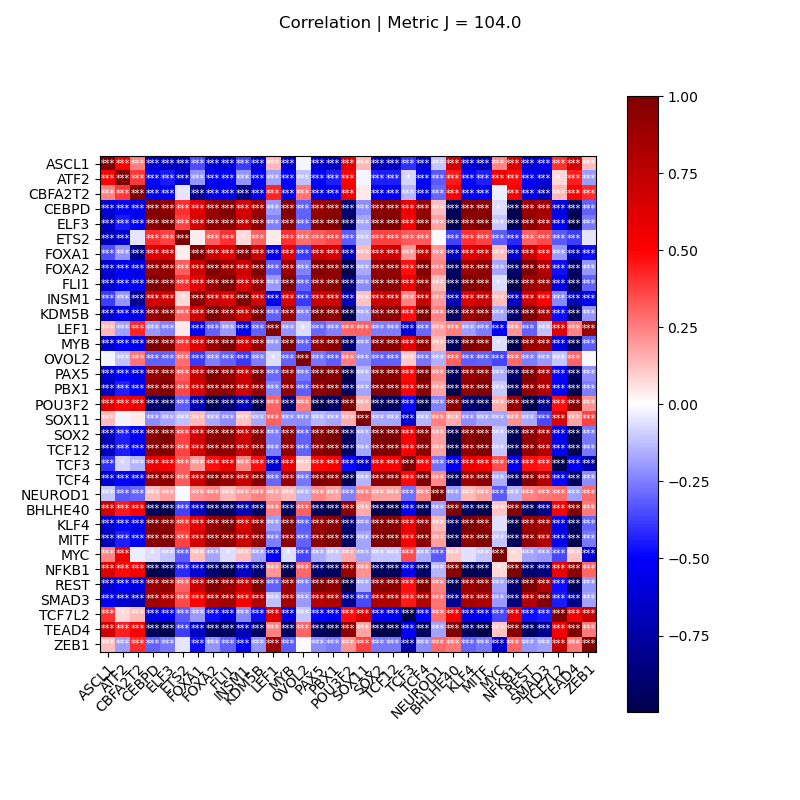 Correlation | Metric J = 104.0
ASCL1
ATF2
CBFA2T2
CEBPD
ELF3
ETS2
FOXA1
FOXA2
FLI1
INSM1
KDM5B
LEF1
MYB
OVOL2
PAX5
PBX1
POU3F2
SOX11
SOX2
TCF12
TCF3
TCF4
NEUROD1
BHLHE40
KLF4
MITF
MYC
NFKB1
REST
SMAD3
TCF7L2
TEAD4
ZEB1
ASCL1
ATF2
CBFA2T2
CEBPD
ELF3
ETS2
FOXA1
FOXA2
FLI1
INSM1
KDM5B
LEF1
MYB
OVOL2
PAX5
PBX1
POU3F2
SOX11
SOX2
TCF12
TCF3
TCF4
NEUROD1
BHLHE40
KLF4
MITF
MYC
NFKB1
REST
SMAD3
TCF7L2
TEAD4
ZEB1
1.00
0.75
0.50
0.25
0.00
−0.25
−0.50
−0.75